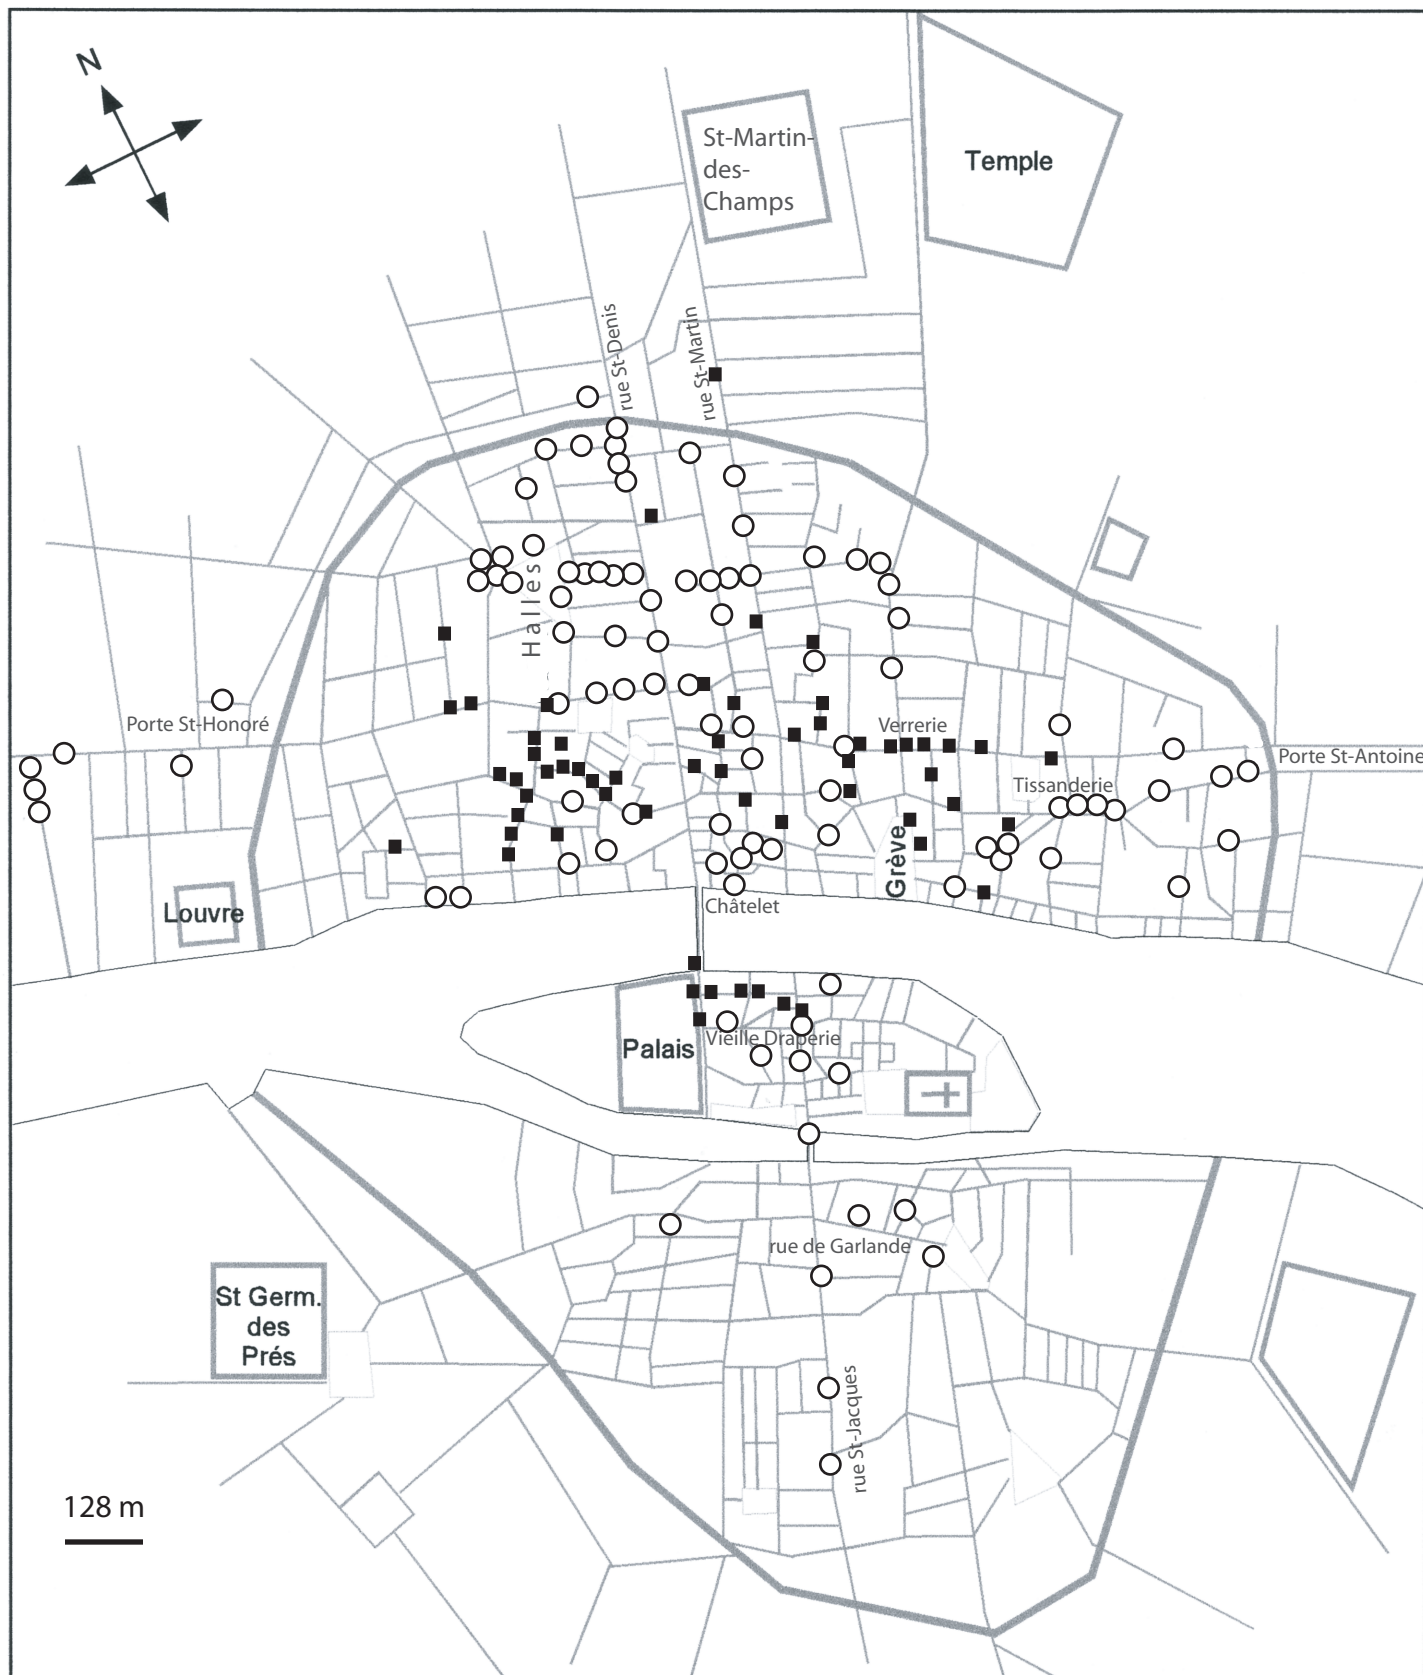 N
St-Martin-
des-
Champs
Temple
rue St-Denis
rue St-Martin
Halles
Porte St-Honoré
Verrerie
Porte St-Antoine
Tissanderie
Grève
Louvre
Châtelet
Palais
Vieille Draperie
rue de Garlande
St Germ.
des
Prés
rue St-Jacques
128 m